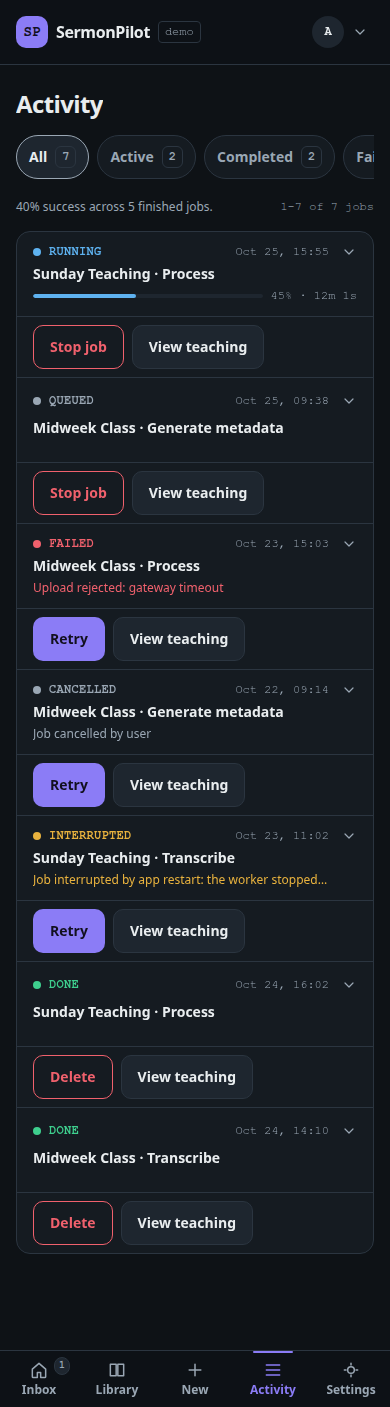 SP SermonPilot demo A
Activity
All 7 Active 2 Completed 2 Fai
40% success across 5 finished jobs. 1-7 of 7 jobs
RUNNING Oct 25, 15:55
Sunday Teaching · Process
45% · 12m 1s
Stop job View teaching
QUEUED Oct 25, 09:38
Midweek Class · Generate metadata
Stop job View teaching
FAILED Oct 23, 15:03
Midweek Class · Process
Upload rejected: gateway timeout
Retry View teaching
CANCELLED Oct 22, 09:14
Midweek Class · Generate metadata
Job cancelled by user
Retry View teaching
INTERRUPTED Oct 23, 11:02
Sunday Teaching · Transcribe
Job interrupted by app restart: the worker stopped...
Retry View teaching
DONE Oct 24, 16:02
Sunday Teaching · Process
Delete View teaching
DONE Oct 24, 14:10
Midweek Class · Transcribe
Delete View teaching
1
Inbox Library New Activity Settings